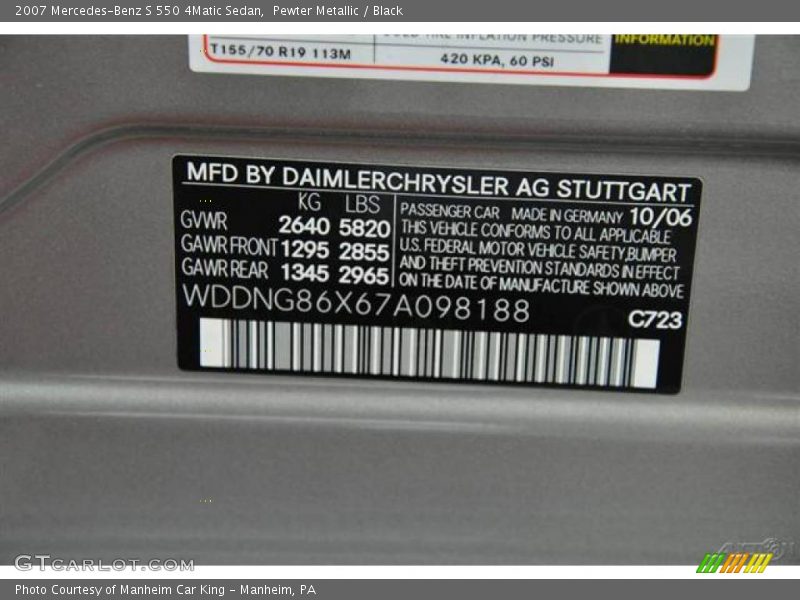 2007 Mercedes-Benz S 550 4Matic Sedan,  Pewter Metallic / Black
COLD TIRE INFLATION PRESSURE
INFORMATION
T155/70 R19 113M
420 KPA, 60 PSI
MFD BY DAIMLERCHRYSLER AG STUTTGART
KG LBS
GVWR 2640 5820
GAWR FRONT 1295 2855
GAWR REAR 1345 2965
PASSENGER CAR MADE IN GERMANY 10/06
THIS VEHICLE CONFORMS TO ALL APPLICABLE
U.S. FEDERAL MOTOR VEHICLE SAFETY,BUMPER
AND THEFT PREVENTION STANDARDS IN EFFECT
ON THE DATE OF MANUFACTURE SHOWN ABOVE
WDDNG86X67A098188
C723
GTCarLot.com
Photo Courtesy of Manheim Car King - Manheim, PA